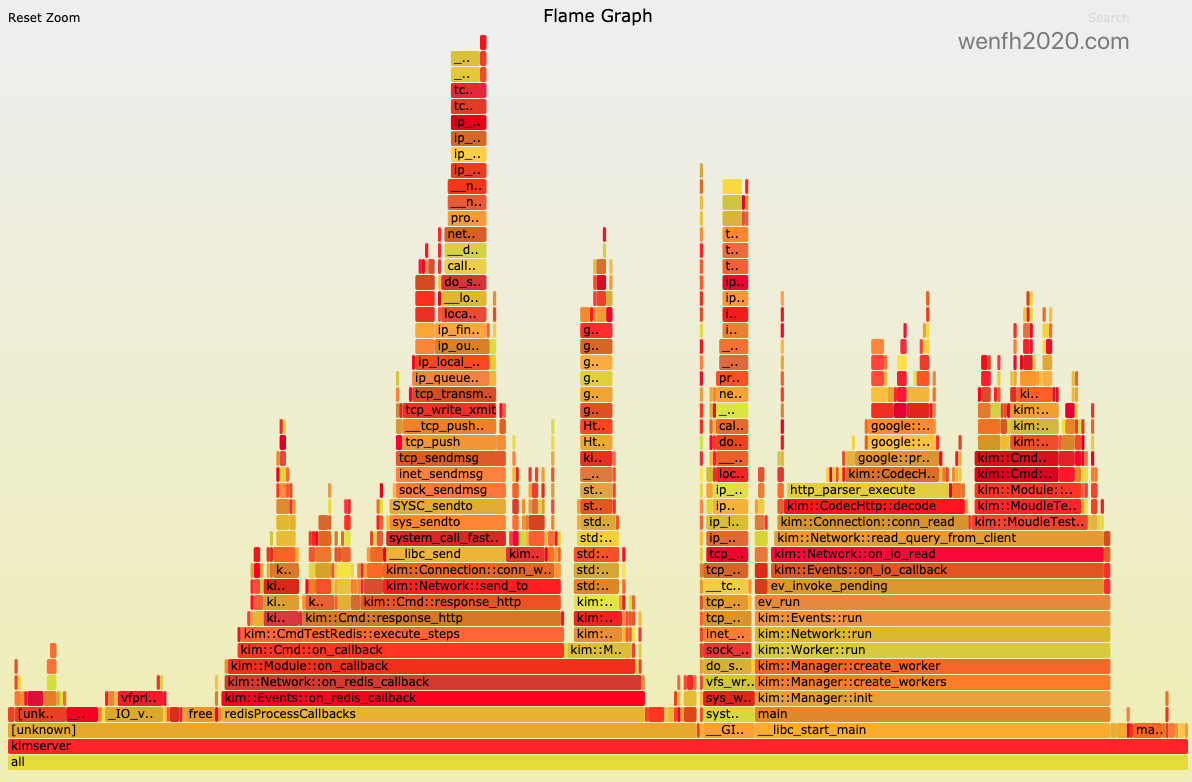 Reset Zoom Flame Graph Search
wenfh2020.com
_..
_..
tc..
tc..
ip_..
ip_..
ip_..
ip_..
__n..
__n..
pro..
net.. t..
__d.. t..
call.. t..
do_s.. ip..
__lo.. ip..
loca.. i..
ip_fin.. g.. i..
ip_ou.. g.. _..
ip_local_.. g.. _..
ip_queue.. g.. pr..
tcp_transm.. g.. ne.. ki..
tcp_write_xmit g.. _.. kim:..
__tcp_push.. Ht.. cal.. google::.. kim:..
tcp_push Ht.. do.. google::.. kim:..
tcp_sendmsg ki.. __.. google::pr.. kim::Cmd..
inet_sendmsg _.. loc.. kim::CodecH.. kim::Cmd:..
sock_sendmsg st.. ip_.. http_parser_execute kim::Module::..
SYSC_sendto st.. ip.. kim::CodecHttp::decode kim::MoudleTe..
sys_sendto std.. ip_l.. kim::Connection::conn_read kim::MoudleTest..
system_call_fast.. std:.. ip_.. kim::Network::read_query_from_client
__libc_send kim.. std:.. tcp_.. kim::Network::on_io_read
k.. kim::Connection::conn_w.. std:.. tcp_.. kim::Events::on_io_callback
ki.. kim::Network::send_to std:.. __tc.. ev_invoke_pending
ki.. k.. kim::Cmd::response_http kim:.. tcp_.. ev_run
ki.. kim::Cmd::response_http kim:.. tcp_.. kim::Events::run
kim::CmdTestRedis::execute_steps kim:.. inet_.. kim::Network::run
kim::Cmd::on_callback kim::M.. sock_.. kim::Worker::run
kim::Module::on_callback do_s.. kim::Manager::create_worker
kim::Network::on_redis_callback vfs_wr.. kim::Manager::create_workers
vfpri.. kim::Events::on_redis_callback sys_w.. kim::Manager::init
[unk.. _.. _IO_v.. free redisProcessCallbacks syst.. main
[unknown] __GI.. __libc_start_main ma..
kimserver
all